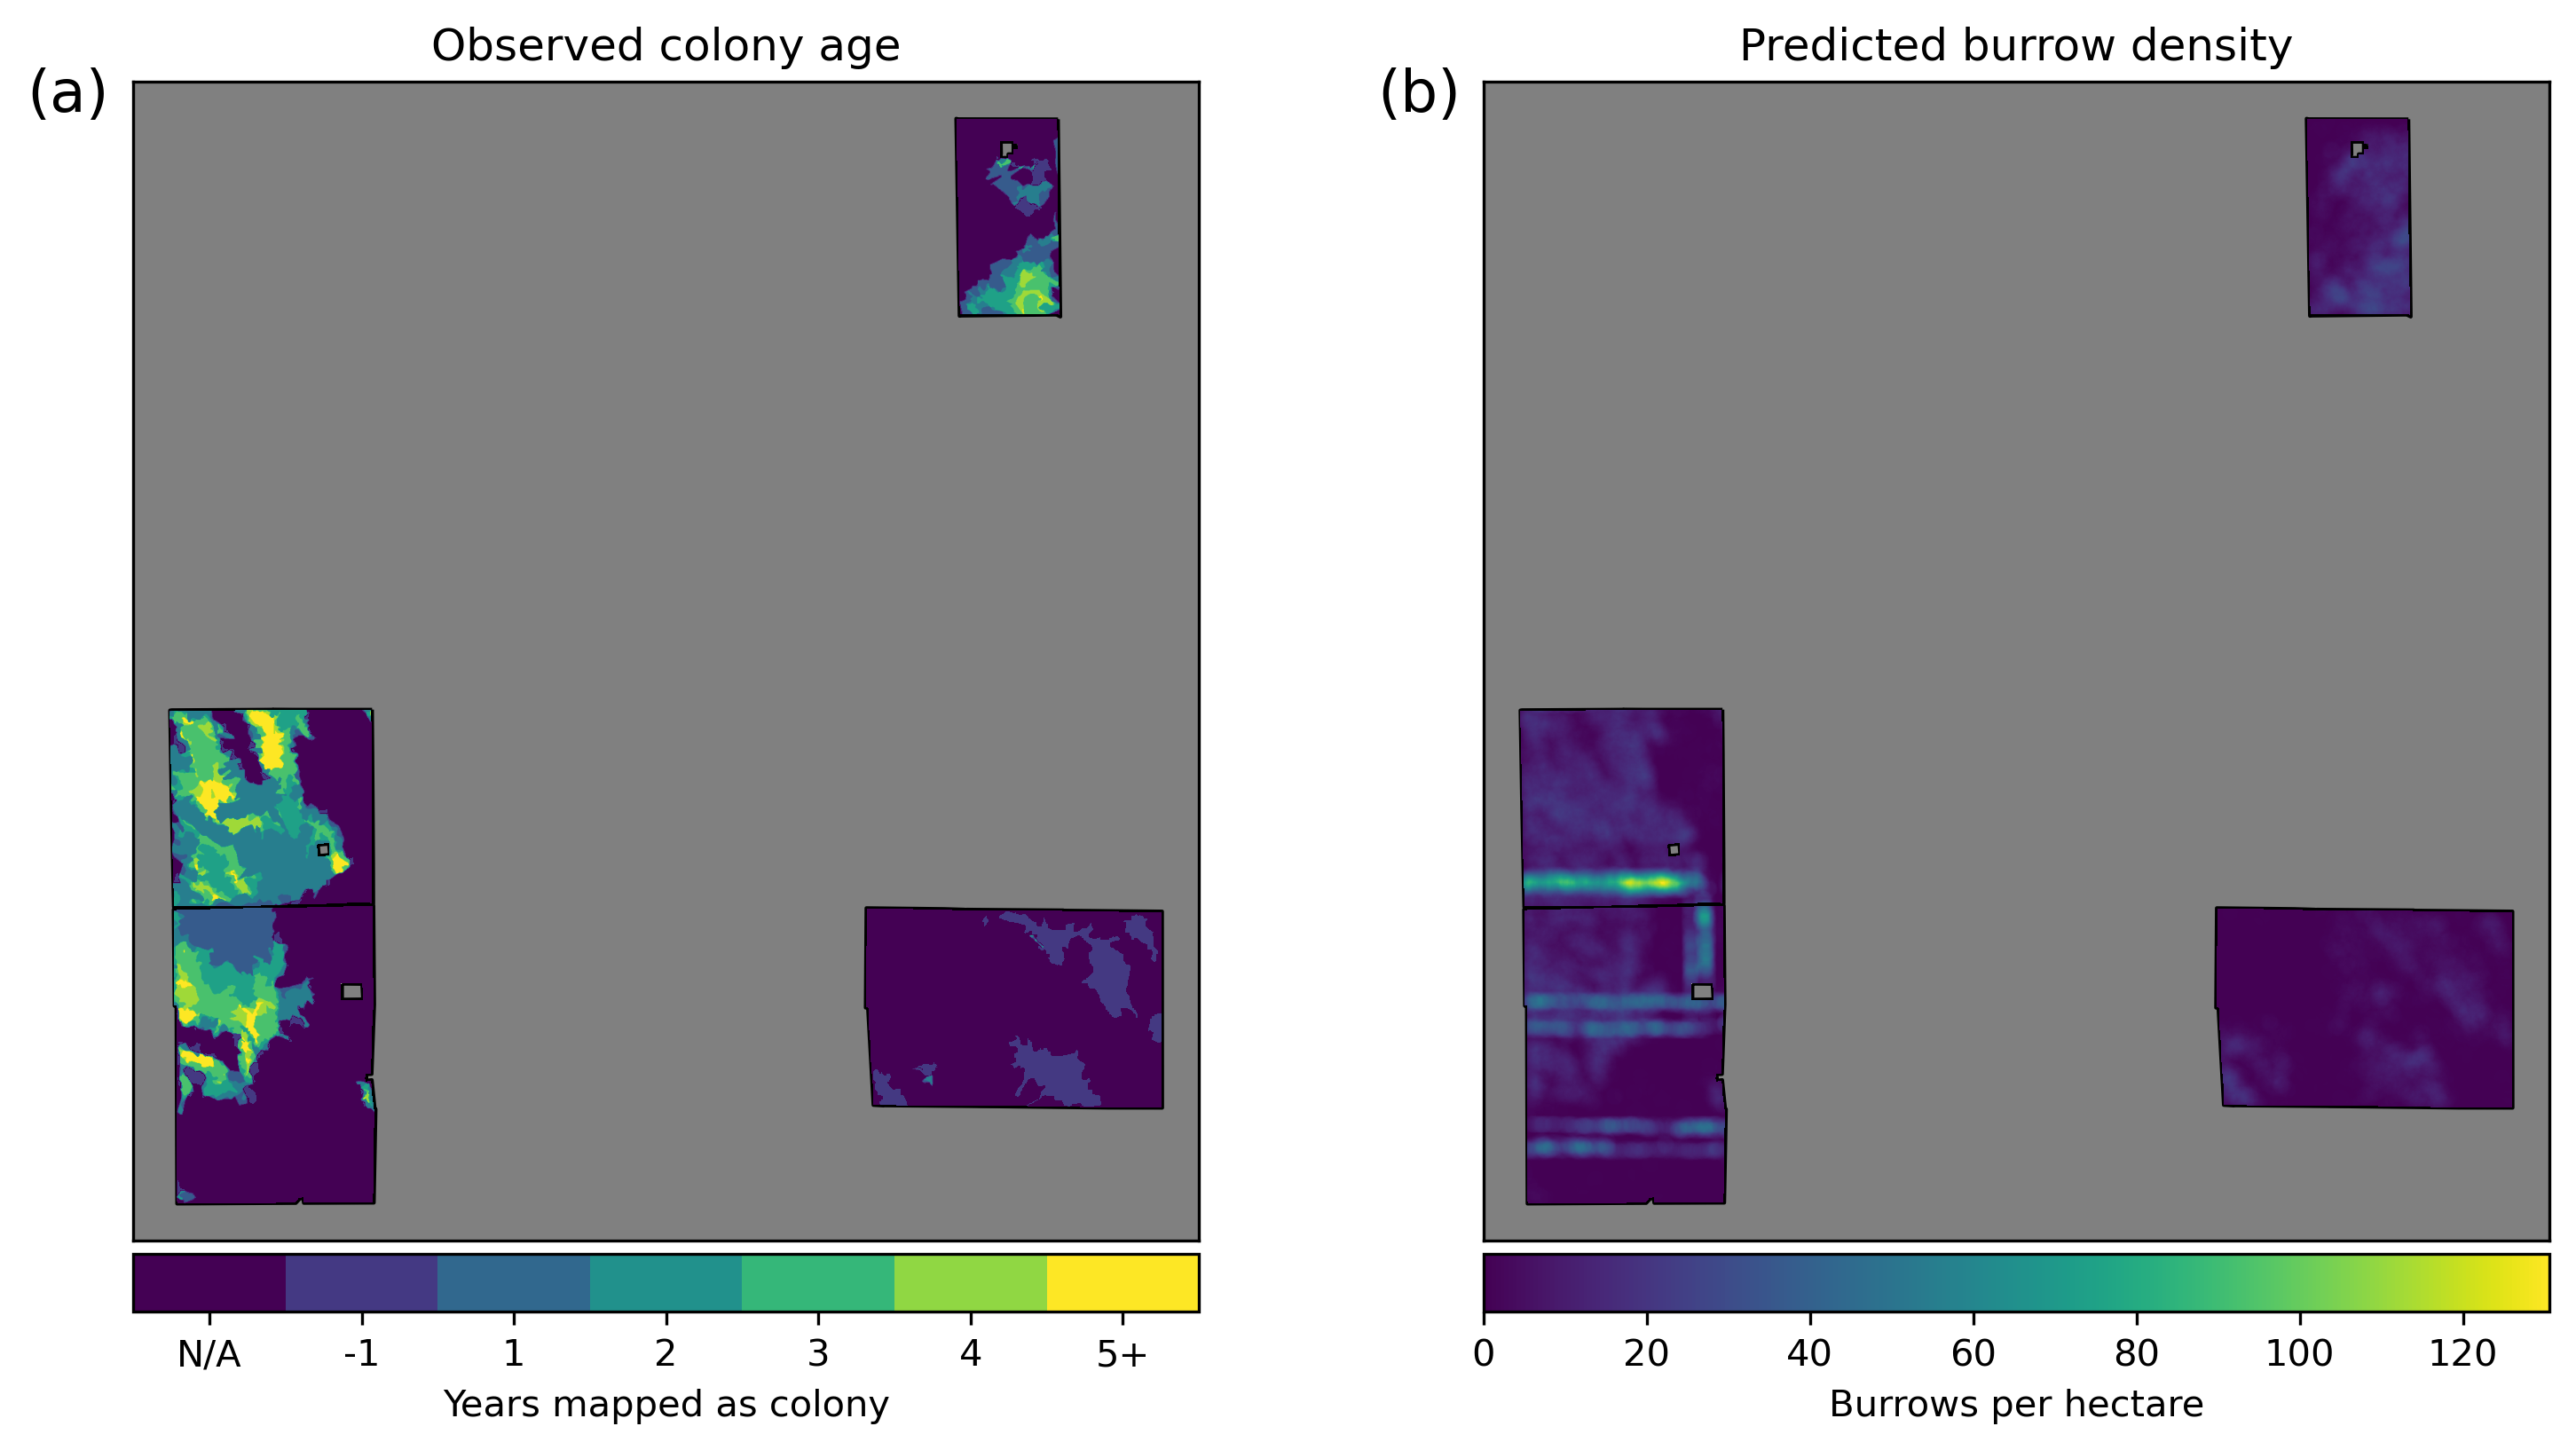 (a)
Observed colony age
N/A -1 1 2 3 4 5+
Years mapped as colony
(b)
Predicted burrow density
0 20 40 60 80 100 120
Burrows per hectare